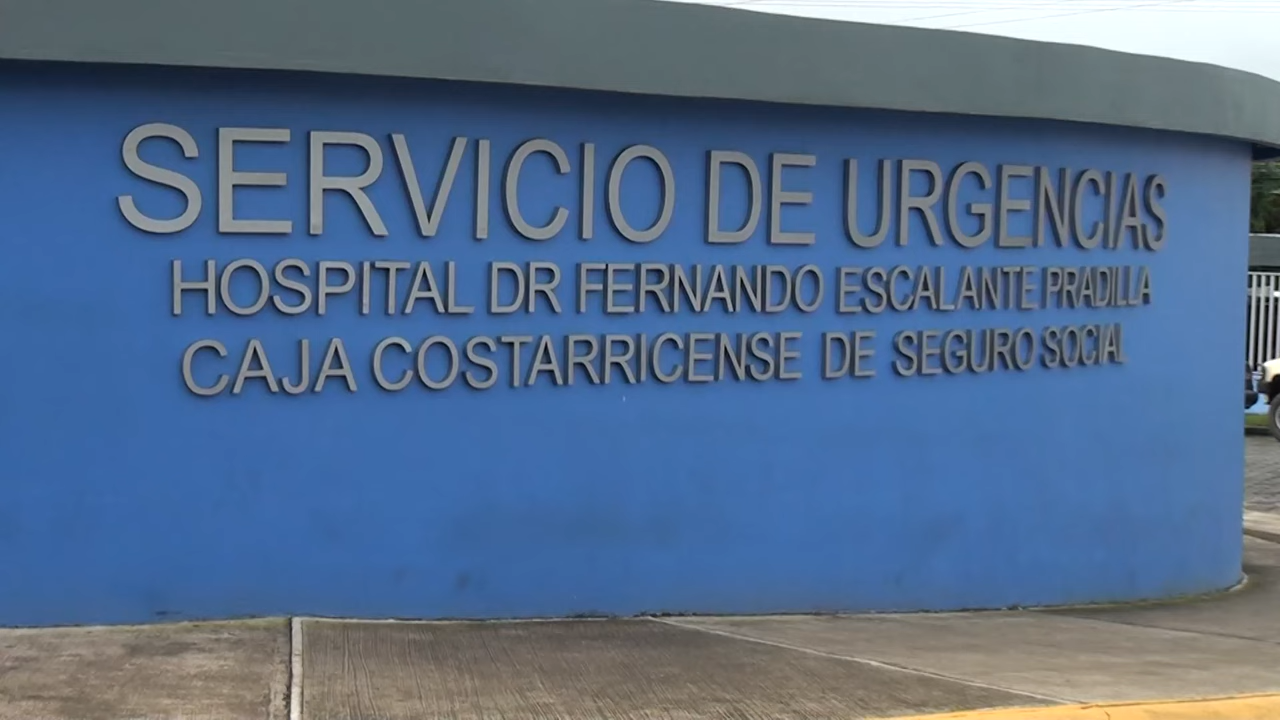 SERVICIO DE URGENCIAS
HOSPITAL DR FERNANDO ESCALANTE PRADILLA
CAJA COSTARRICENSE DE SEGURO SOCIAL